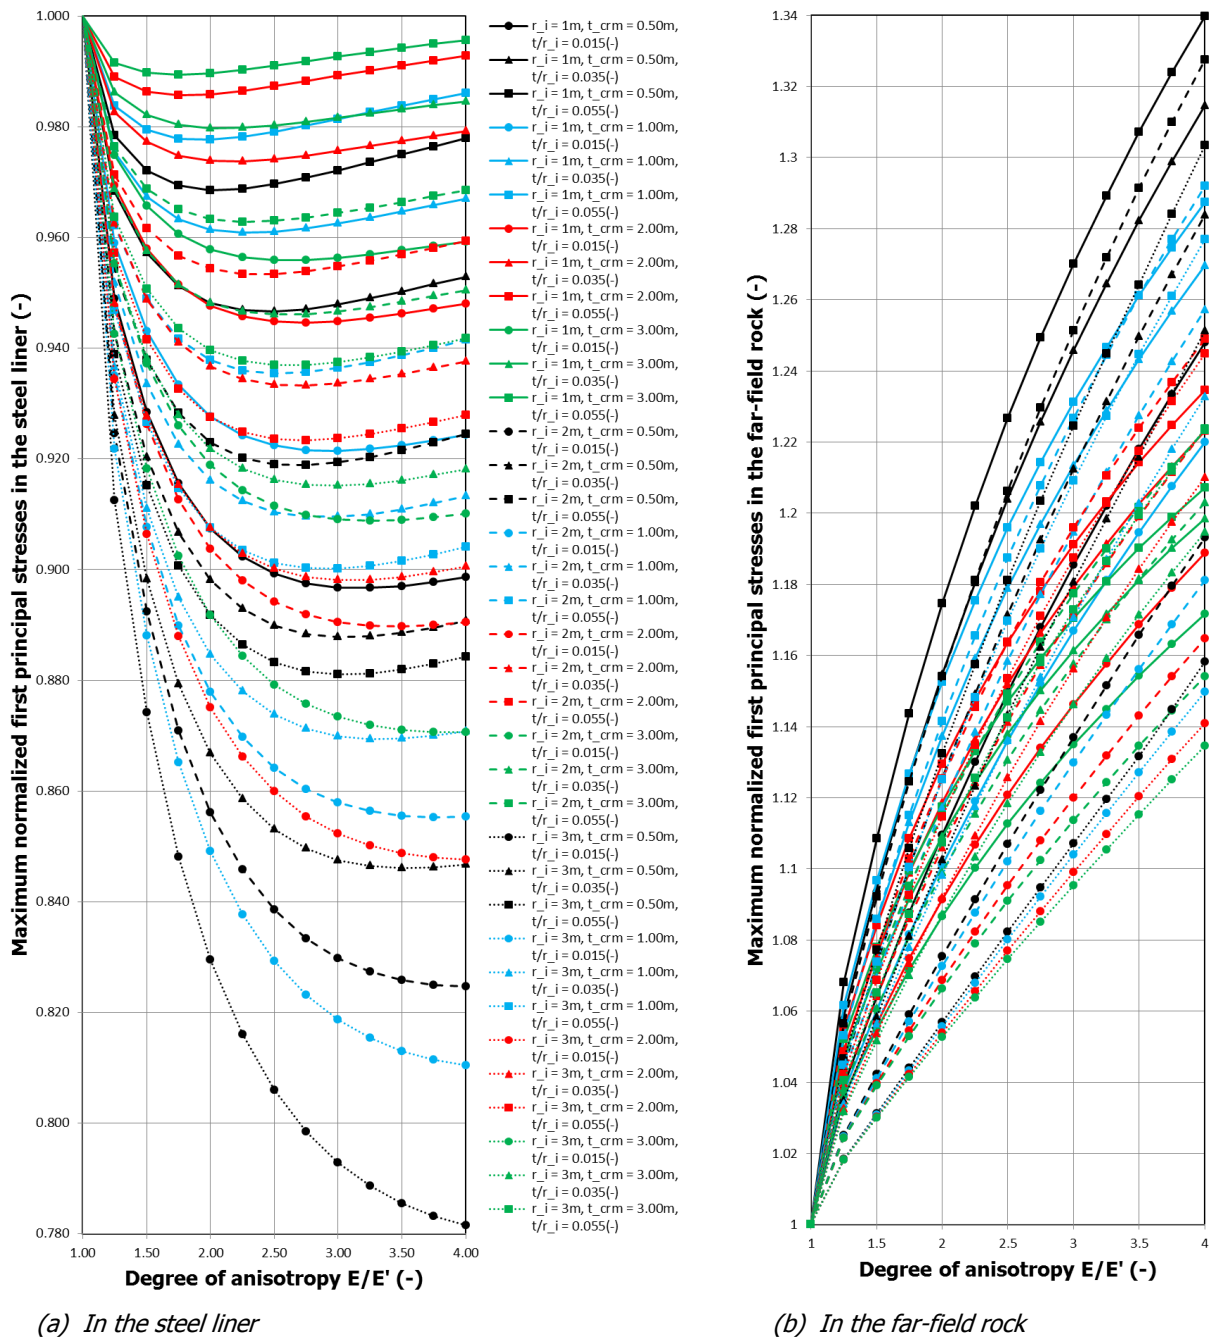 Maximum normalized first principal stresses in the steel liner (-)
1.000
0.980
0.960
0.940
0.920
0.900
0.880
0.860
0.840
0.820
0.800
0.780
1.00
1.50
2.00
2.50
3.00
3.50
4.00
Degree of anisotropy E/E' (-)
(a) In the steel liner
r_i = 1m, t_crm = 0.50m,
t/r_i = 0.015(-)
r_i = 1m, t_crm = 0.50m,
t/r_i = 0.035(-)
r_i = 1m, t_crm = 0.50m,
t/r_i = 0.055(-)
r_i = 1m, t_crm = 1.00m,
t/r_i = 0.015(-)
r_i = 1m, t_crm = 1.00m,
t/r_i = 0.035(-)
r_i = 1m, t_crm = 1.00m,
t/r_i = 0.055(-)
r_i = 1m, t_crm = 2.00m,
t/r_i = 0.015(-)
r_i = 1m, t_crm = 2.00m,
t/r_i = 0.035(-)
r_i = 1m, t_crm = 2.00m,
t/r_i = 0.055(-)
r_i = 1m, t_crm = 3.00m,
t/r_i = 0.015(-)
r_i = 1m, t_crm = 3.00m,
t/r_i = 0.035(-)
r_i = 1m, t_crm = 3.00m,
t/r_i = 0.055(-)
r_i = 2m, t_crm = 0.50m,
t/r_i = 0.015(-)
r_i = 2m, t_crm = 0.50m,
t/r_i = 0.035(-)
r_i = 2m, t_crm = 0.50m,
t/r_i = 0.055(-)
r_i = 2m, t_crm = 1.00m,
t/r_i = 0.015(-)
r_i = 2m, t_crm = 1.00m,
t/r_i = 0.035(-)
r_i = 2m, t_crm = 1.00m,
t/r_i = 0.055(-)
r_i = 2m, t_crm = 2.00m,
t/r_i = 0.015(-)
r_i = 2m, t_crm = 2.00m,
t/r_i = 0.035(-)
r_i = 2m, t_crm = 2.00m,
t/r_i = 0.055(-)
r_i = 2m, t_crm = 3.00m,
t/r_i = 0.015(-)
r_i = 2m, t_crm = 3.00m,
t/r_i = 0.035(-)
r_i = 2m, t_crm = 3.00m,
t/r_i = 0.055(-)
r_i = 3m, t_crm = 0.50m,
t/r_i = 0.015(-)
r_i = 3m, t_crm = 0.50m,
t/r_i = 0.035(-)
r_i = 3m, t_crm = 0.50m,
t/r_i = 0.055(-)
r_i = 3m, t_crm = 1.00m,
t/r_i = 0.015(-)
r_i = 3m, t_crm = 1.00m,
t/r_i = 0.035(-)
r_i = 3m, t_crm = 1.00m,
t/r_i = 0.055(-)
r_i = 3m, t_crm = 2.00m,
t/r_i = 0.015(-)
r_i = 3m, t_crm = 2.00m,
t/r_i = 0.035(-)
r_i = 3m, t_crm = 2.00m,
t/r_i = 0.055(-)
r_i = 3m, t_crm = 3.00m,
t/r_i = 0.015(-)
r_i = 3m, t_crm = 3.00m,
t/r_i = 0.035(-)
r_i = 3m, t_crm = 3.00m,
t/r_i = 0.055(-)
Maximum normalized first principal stresses in the far-field rock (-)
1.34
1.32
1.3
1.28
1.26
1.24
1.22
1.2
1.18
1.16
1.14
1.12
1.1
1.08
1.06
1.04
1.02
1
1
1.5
2
2.5
3
3.5
4
Degree of anisotropy E/E' (-)
(b) In the far-field rock